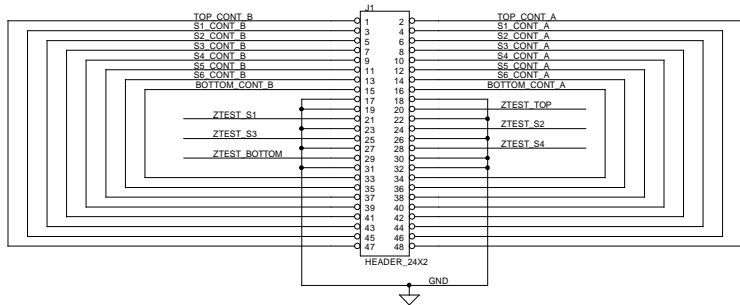 J1
TOP_CONT_B 1 2 TOP_CONT_A
S1_CONT_B 3 4 S1_CONT_A
S2_CONT_B 5 6 S2_CONT_A
S3_CONT_B 7 8 S3_CONT_A
S4_CONT_B 9 10 S4_CONT_A
S5_CONT_B 11 12 S5_CONT_A
S6_CONT_B 13 14 S6_CONT_A
BOTTOM_CONT_B 15 16 BOTTOM_CONT_A
17 18
19 20 ZTEST_TOP
ZTEST_S1 21 22
23 24 ZTEST_S2
ZTEST_S3 25 26
27 28 ZTEST_S4
ZTEST_BOTTOM 29 30
31 32
33 34
35 36
37 38
39 40
41 42
43 44
45 46
47 48
HEADER_24X2
GND